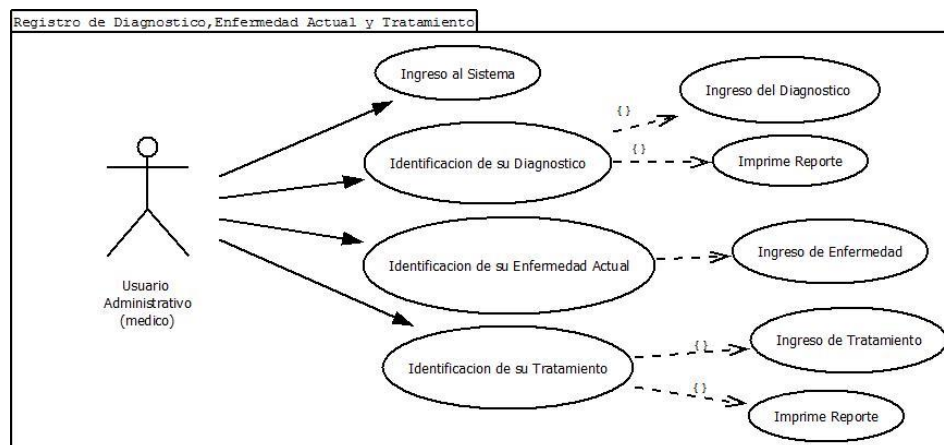 Registro de Diagnostico,Enfermedad Actual y Tratamiento
Ingreso al Sistema
Ingreso del Diagnostico
{ }
{ }
Identificacion de su Diagnostico
Imprime Reporte
Identificacion de su Enfermedad Actual
Ingreso de Enfermedad
Usuario
Administrativo
(medico)
Ingreso de Tratamiento
{ }
Identificacion de su Tratamiento
{ }
Imprime Reporte